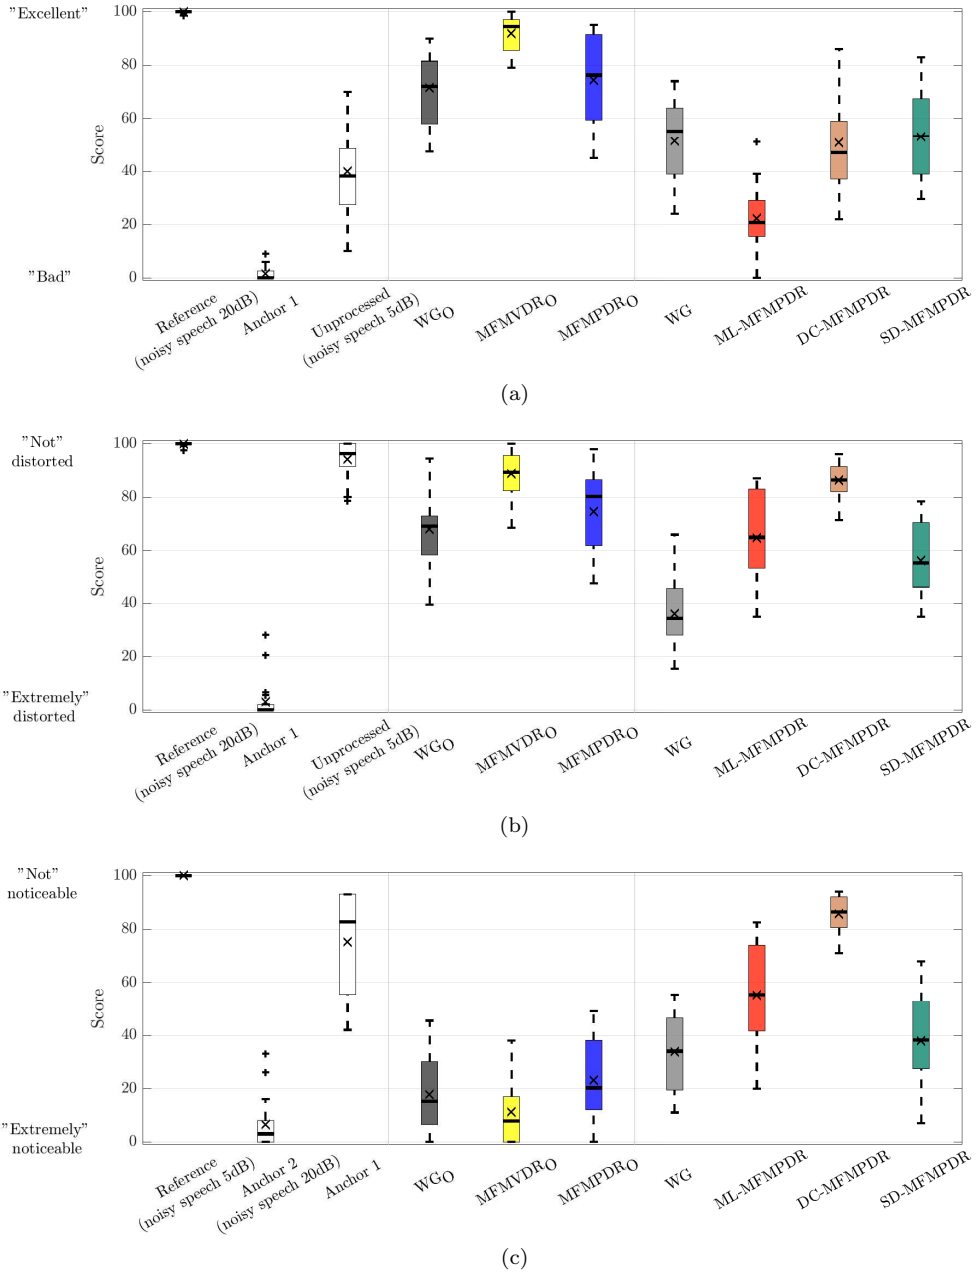 "Excellent"
100
80
60
Score
40
20
0
"Bad"
Reference
(noisy speech 20dB)
Anchor 1
Unprocessed
(noisy speech 5dB)
WGO
MFMVDRO
MFMPDRO
WG
ML-MFMPDR
DC-MFMPDR
SD-MFMPDR
(a)
"Not"
distorted
100
80
60
Score
40
20
0
"Extremely"
distorted
Reference
(noisy speech 20dB)
Anchor 1
Unprocessed
(noisy speech 5dB)
WGO
MFMVDRO
MFMPDRO
WG
ML-MFMPDR
DC-MFMPDR
SD-MFMPDR
(b)
"Not"
noticeable
100
80
60
Score
40
20
0
"Extremely"
noticeable
Reference
(noisy speech 5dB)
Anchor 2
(noisy speech 20dB)
Anchor 1
WGO
MFMVDRO
MFMPDRO
WG
ML-MFMPDR
DC-MFMPDR
SD-MFMPDR
(c)